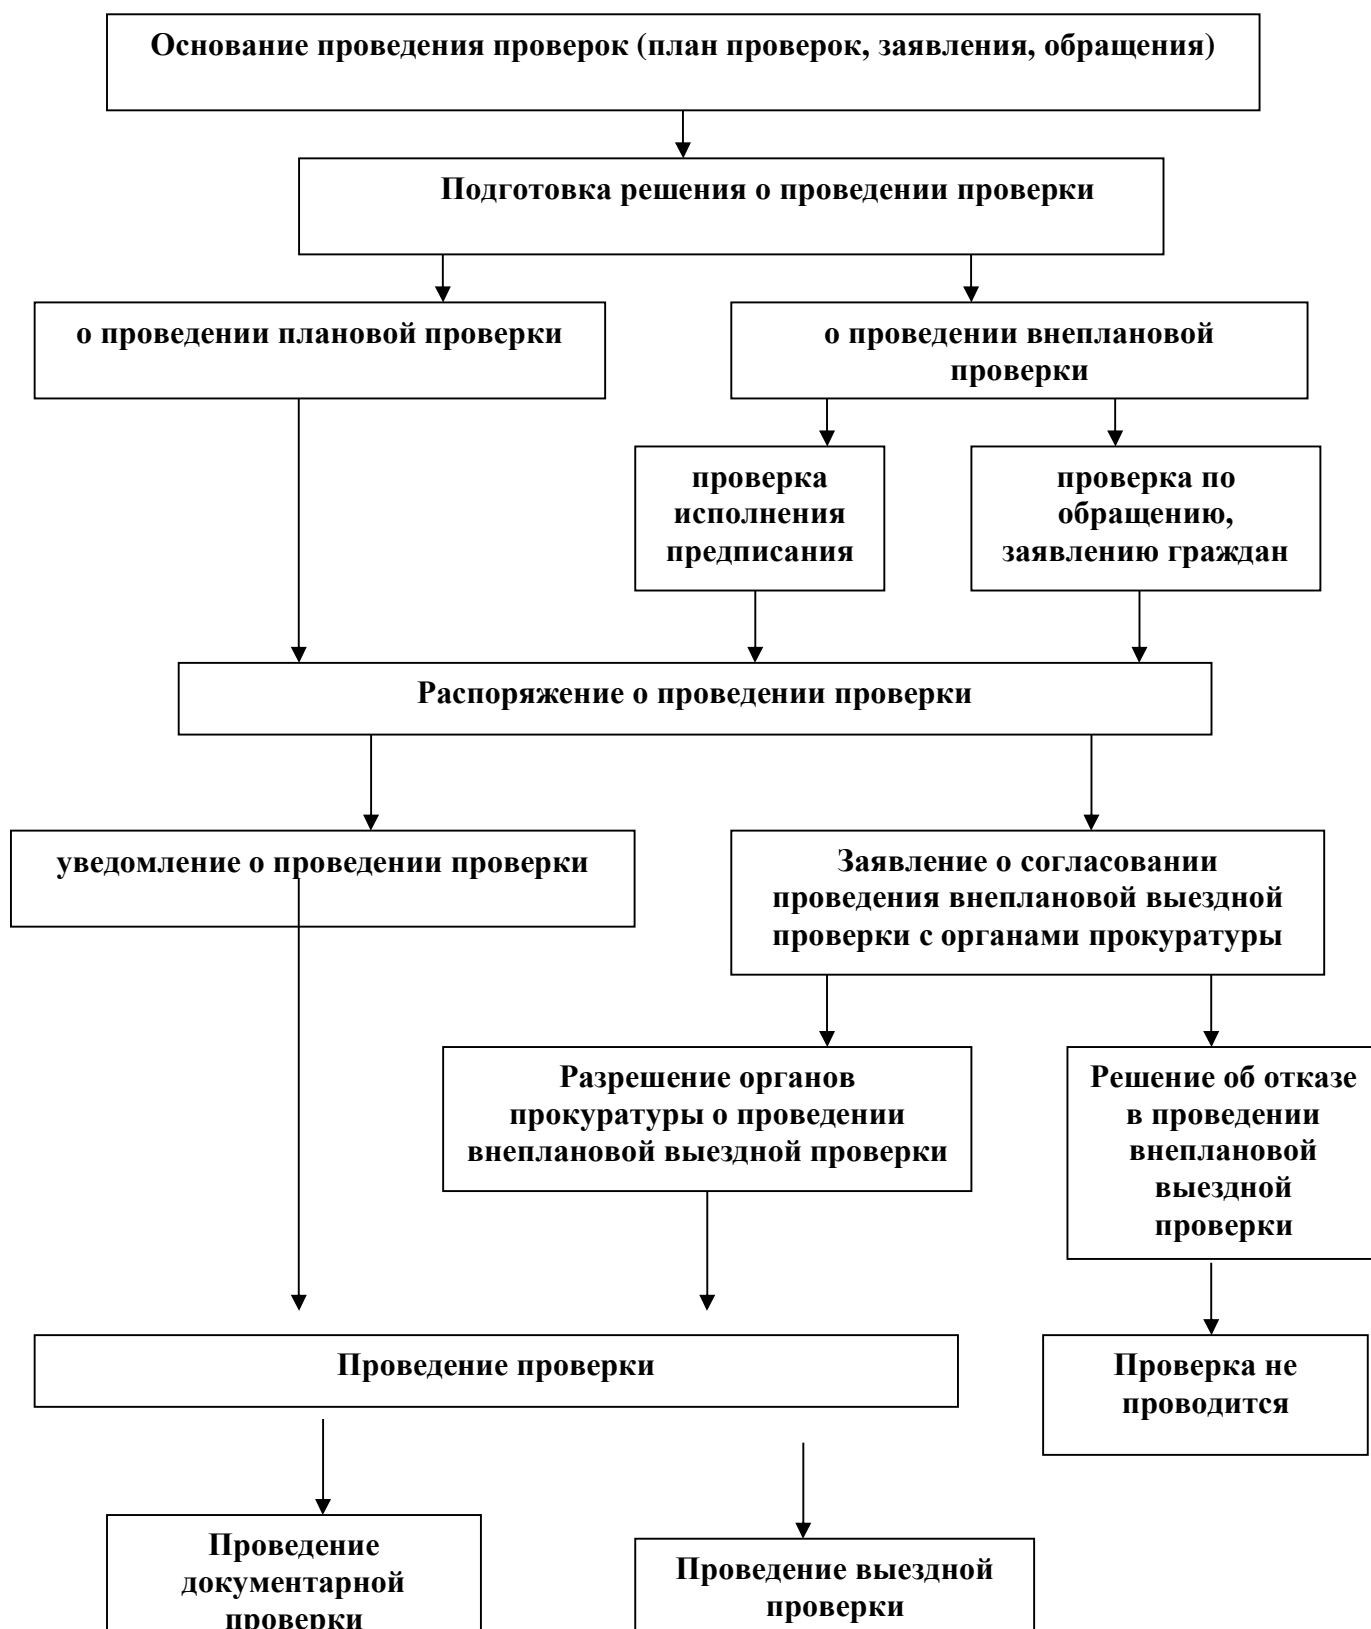 Основание проведения проверок (план проверок, заявления, обращения)
Подготовка решения о проведении проверки
о проведении плановой проверки
о проведении внеплановой
проверки
проверка
исполнения
предписания
проверка по
обращению,
заявлению граждан
Распоряжение о проведении проверки
уведомление о проведении проверки
Заявление о согласовании
проведения внеплановой выездной
проверки с органами прокуратуры
Разрешение органов
прокуратуры о проведении
внеплановой выездной проверки
Решение об отказе
в проведении
внеплановой
выездной
проверки
Проведение проверки
Проверка не
проводится
Проведение
документарной
проверки
Проведение выездной
проверки